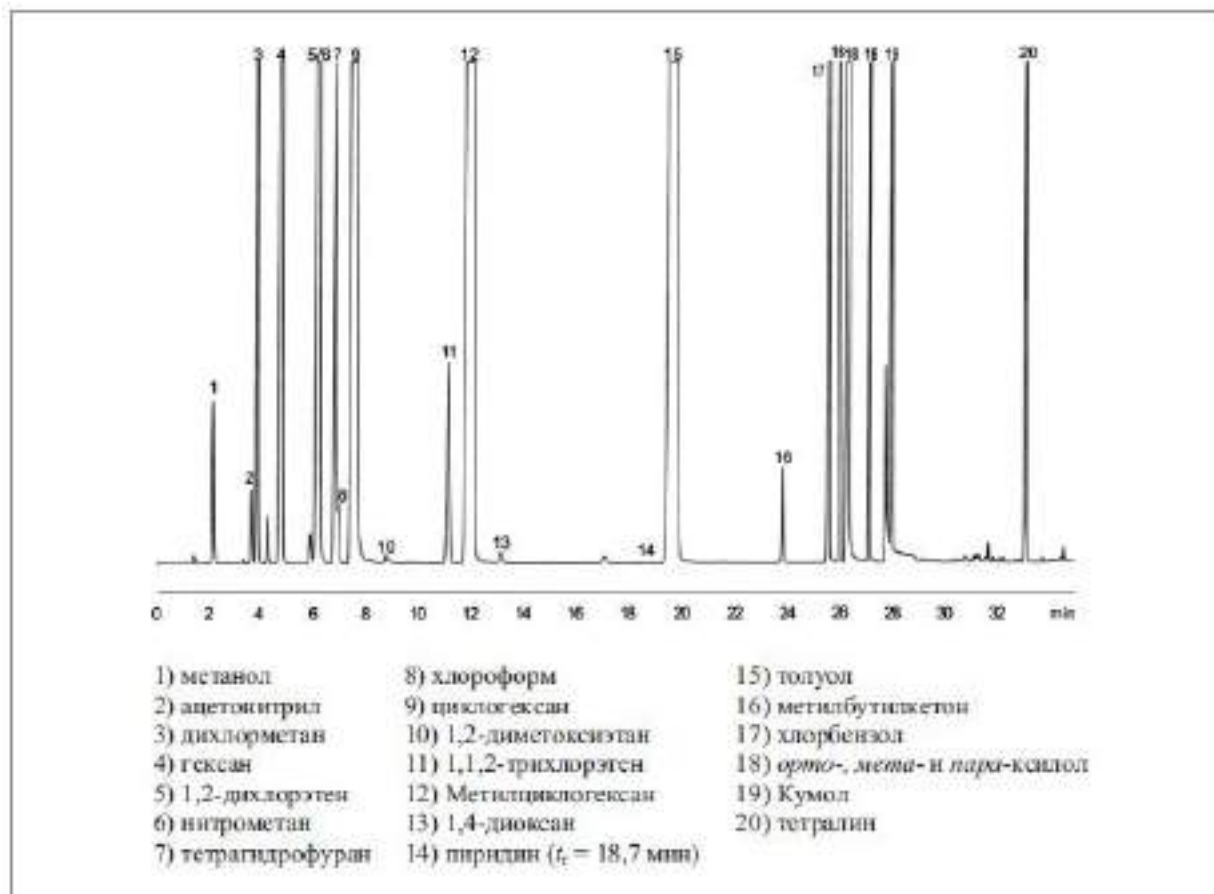 3 4 5/6 7 9 12 15 18 18 18 19 20
17
11
1
16
2
8
10 13 14
0 2 4 6 8 10 12 14 16 18 20 22 24 26 28 30 32 min
1) метанол
2) ацетонитрил
3) дихлорметан
4) гексан
5) 1,2-дихлорэтен
6) нитрометан
7) тетрагидрофуран
8) хлороформ
9) циклогексан
10) 1,2-диметоксиэтан
11) 1,1,2-трихлорэтен
12) Метилциклогексан
13) 1,4-диоксан
14) пиридин (tᵣ = 18,7 мин)
15) толуол
16) метилбутилкетон
17) хлорбензол
18) орто-, мета- и пара-ксилол
19) Кумол
20) тетралин